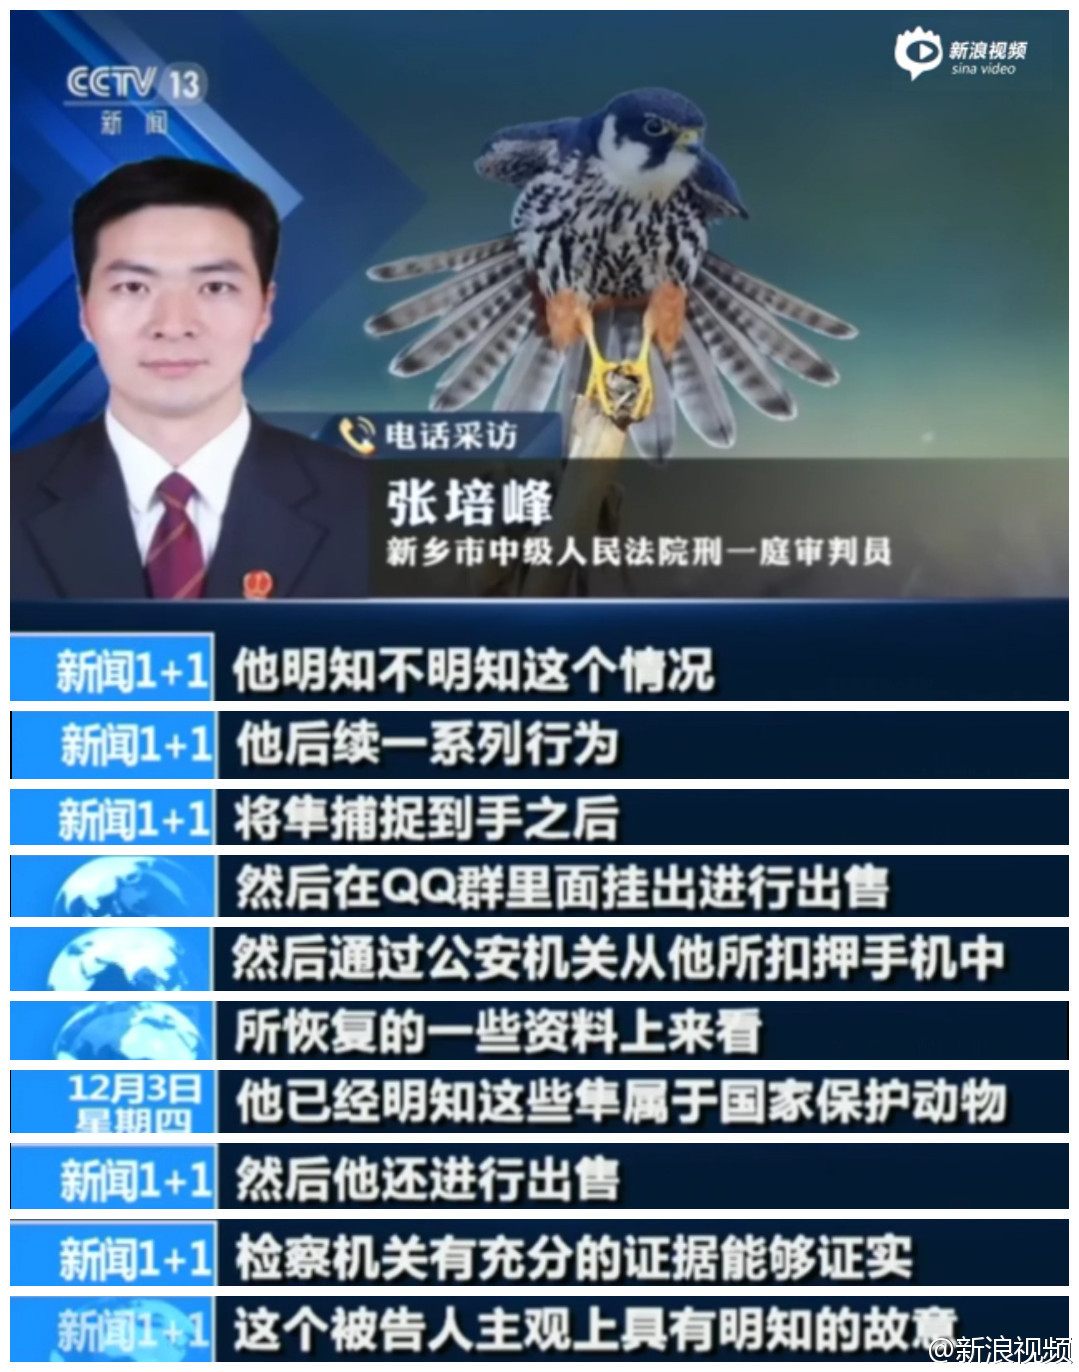 CCTV 13
新闻
新浪视频
sina video
电话采访
张培峰
新乡市中级人民法院刑一庭审判员
新闻1+1 他明知不明知这个情况
新闻1+1 他后续一系列行为
新闻1+1 将隼捕捉到手之后
然后在QQ群里面挂出进行出售
然后通过公安机关从他所扣押手机中
所恢复的一些资料上来看
12月3日
星期四
他已经明知这些隼属于国家保护动物
新闻1+1 然后他还进行出售
新闻1+1 检察机关有充分的证据能够证实
新闻1+1 这个被告人主观上具有明知的故意
@新浪视频